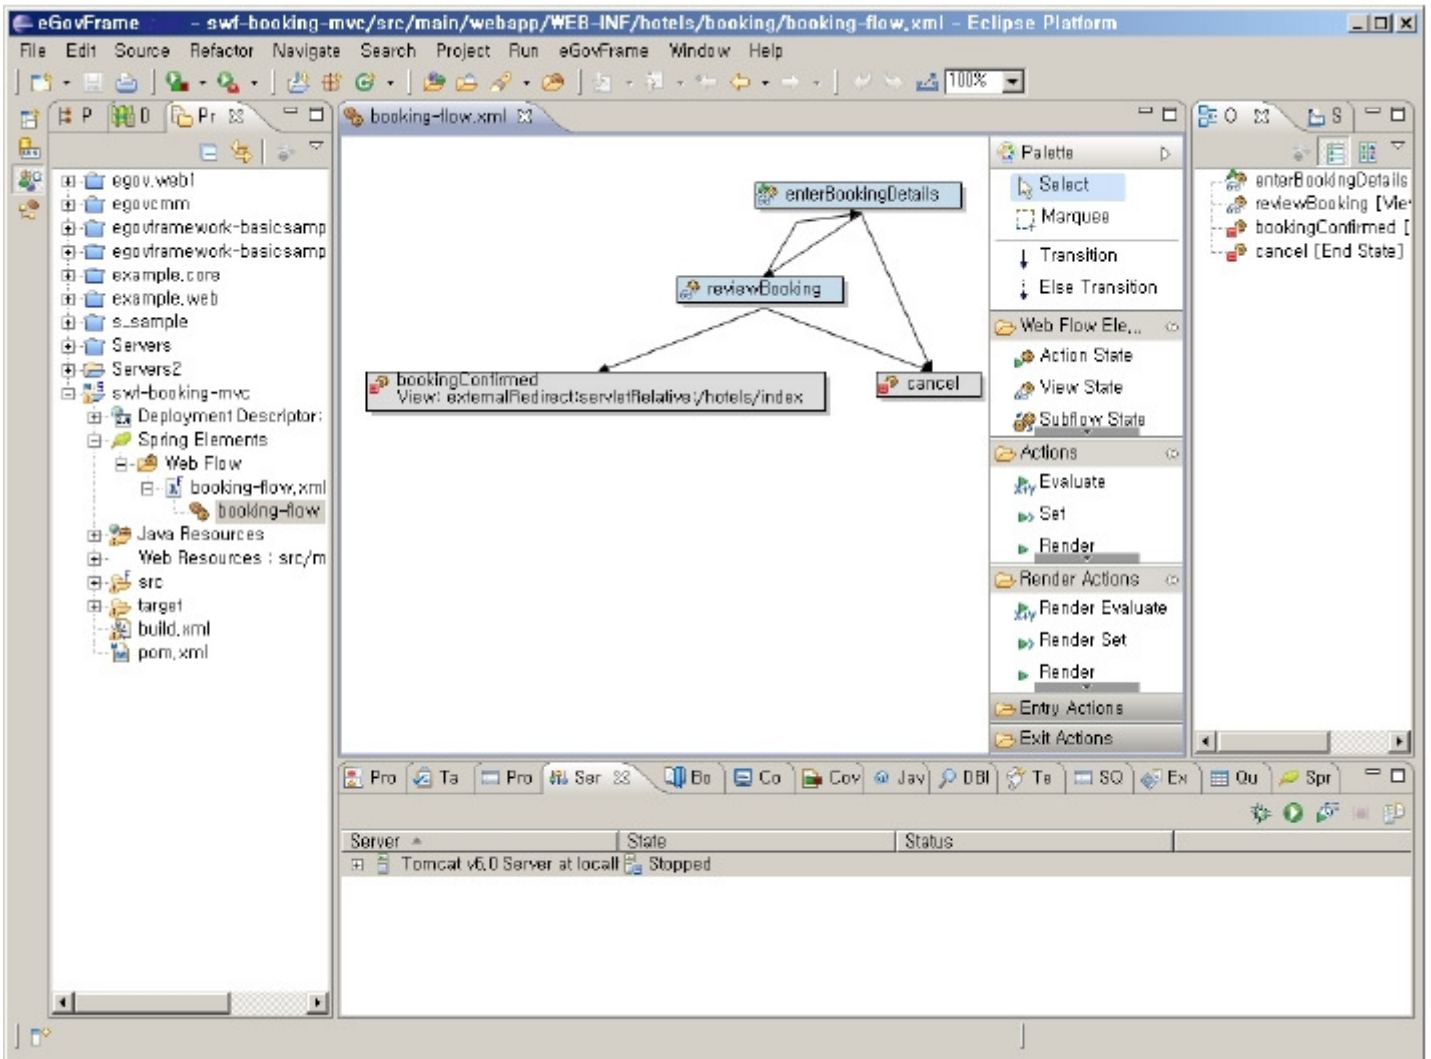 eGovFrame - swf-booking-mvc/src/main/webapp/WEB-INF/hotels/booking/booking-flow.xml - Eclipse Platform
File Edit Source Refactor Navigate Search Project Run eGovFrame Window Help
100%
P D Pr
egov.web1
egovcmm
egovframework-basicsamp
egovframework-basicsamp
example.core
example.web
s_sample
Servers
Servers2
swf-booking-mvc
Deployment Descriptor:
Spring Elements
Web Flow
booking-flow.xml
booking-flow
Java Resources
Web Resources : src/m
src
target
build.xml
pom.xml
booking-flow.xml
enterBookingDetails
reviewBooking
bookingConfirmed
View: externalRedirect:servletRelative:/hotels/index
cancel
Palette
Select
Marquee
Transition
Else Transition
Web Flow Ele...
Action State
View State
Subflow State
Actions
Evaluate
Set
Render
Render Actions
Render Evaluate
Render Set
Render
Entry Actions
Exit Actions
O S
enterBookingDetails
reviewBooking [Vie
bookingConfirmed [
cancel [End State]
Pro Ta Pro Ser Bo Co Cov Jav DBI Te SQ Ex Qu Spr
Server State Status
Tomcat v6.0 Server at locall Stopped